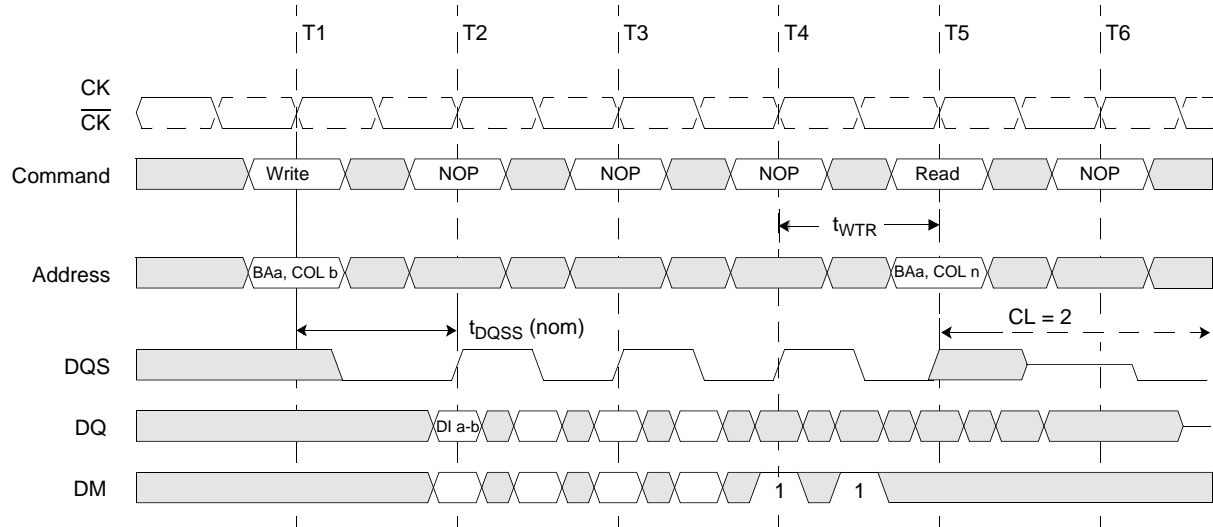 T1 T2 T3 T4 T5 T6
CK
CK
Command Write NOP NOP NOP Read NOP
tWTR
Address BAa, COL b BAa, COL n
tDQSS (nom) CL = 2
DQS
DQ DI a-b
DM 1 1